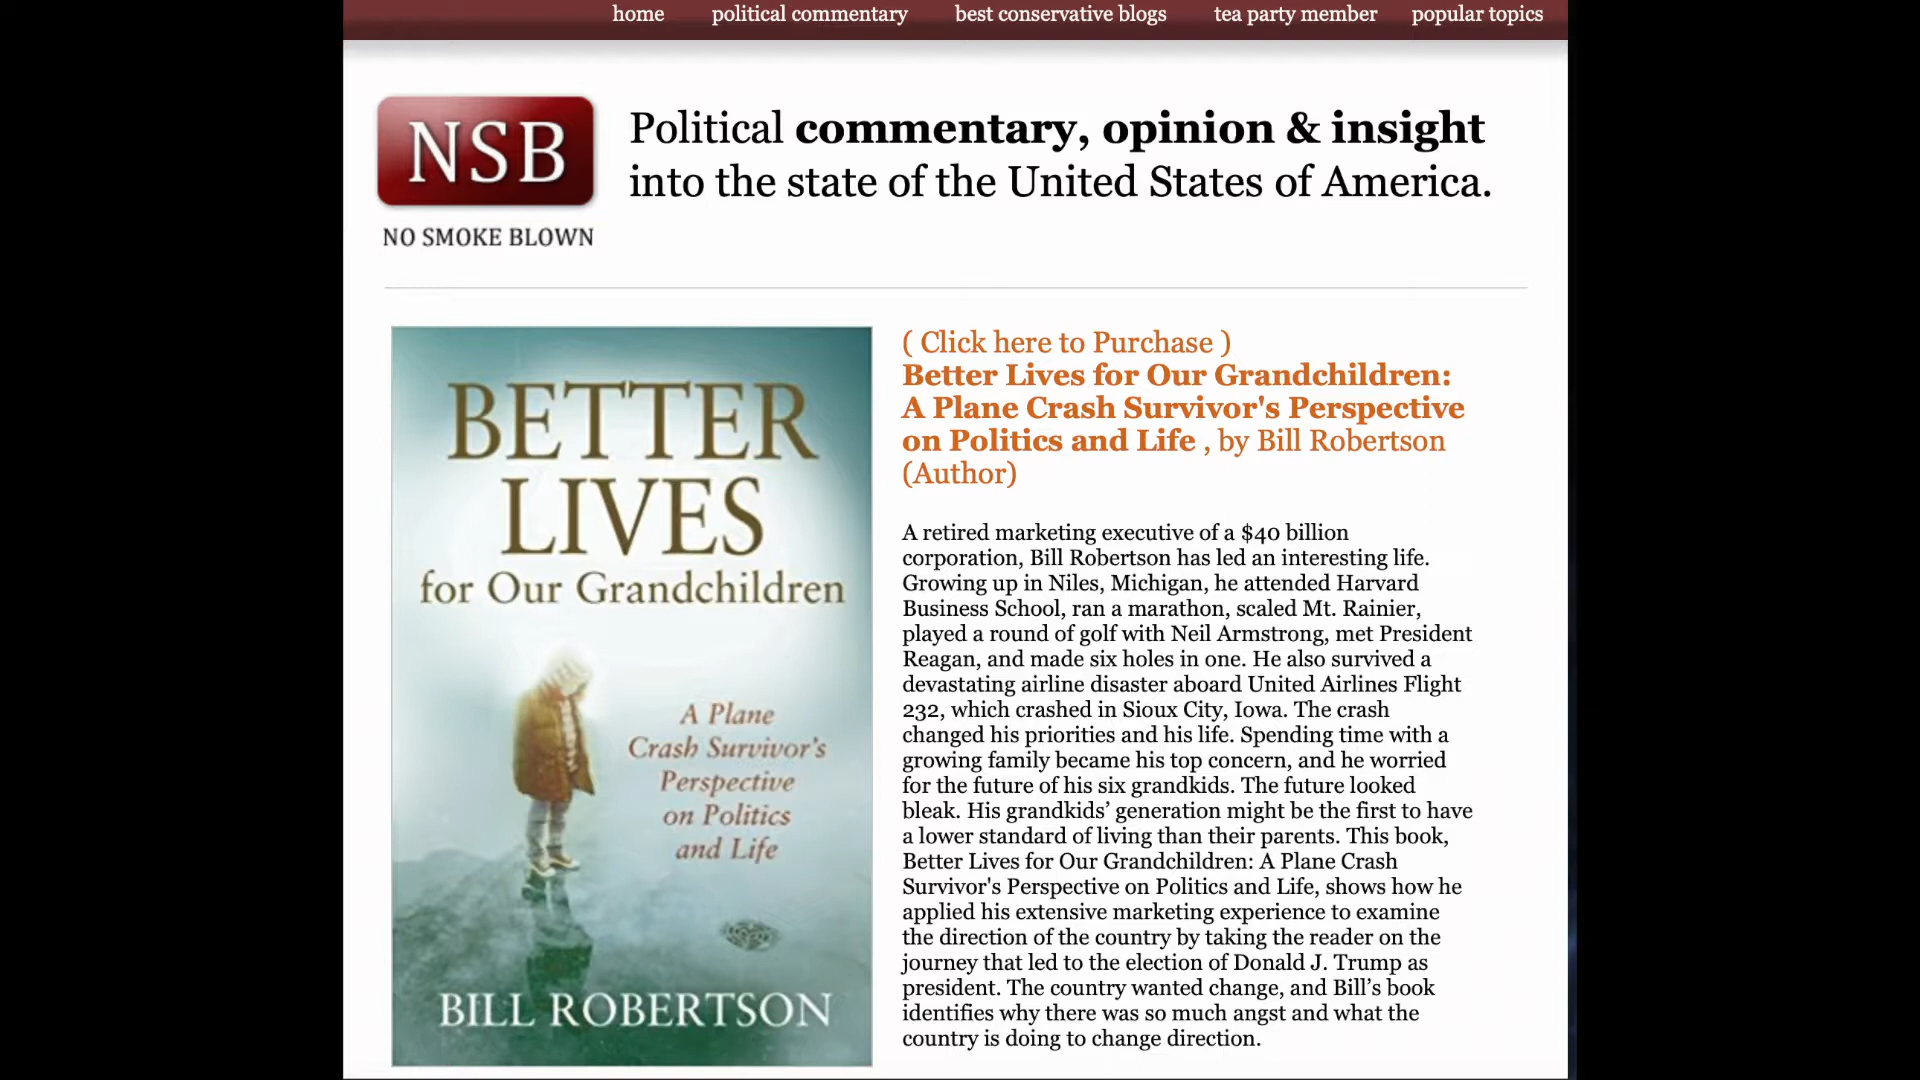 home political commentary best conservative blogs tea party member popular topics
NSB
NO SMOKE BLOWN
Political commentary, opinion & insight
into the state of the United States of America.
BETTER
LIVES
for Our Grandchildren
A Plane
Crash Survivor's
Perspective
on Politics
and Life
BILL ROBERTSON
( Click here to Purchase )
Better Lives for Our Grandchildren:
A Plane Crash Survivor's Perspective
on Politics and Life , by Bill Robertson
(Author)
A retired marketing executive of a $40 billion
corporation, Bill Robertson has led an interesting life.
Growing up in Niles, Michigan, he attended Harvard
Business School, ran a marathon, scaled Mt. Rainier,
played a round of golf with Neil Armstrong, met President
Reagan, and made six holes in one. He also survived a
devastating airline disaster aboard United Airlines Flight
232, which crashed in Sioux City, Iowa. The crash
changed his priorities and his life. Spending time with a
growing family became his top concern, and he worried
for the future of his six grandkids. The future looked
bleak. His grandkids’ generation might be the first to have
a lower standard of living than their parents. This book,
Better Lives for Our Grandchildren: A Plane Crash
Survivor's Perspective on Politics and Life, shows how he
applied his extensive marketing experience to examine
the direction of the country by taking the reader on the
journey that led to the election of Donald J. Trump as
president. The country wanted change, and Bill’s book
identifies why there was so much angst and what the
country is doing to change direction.